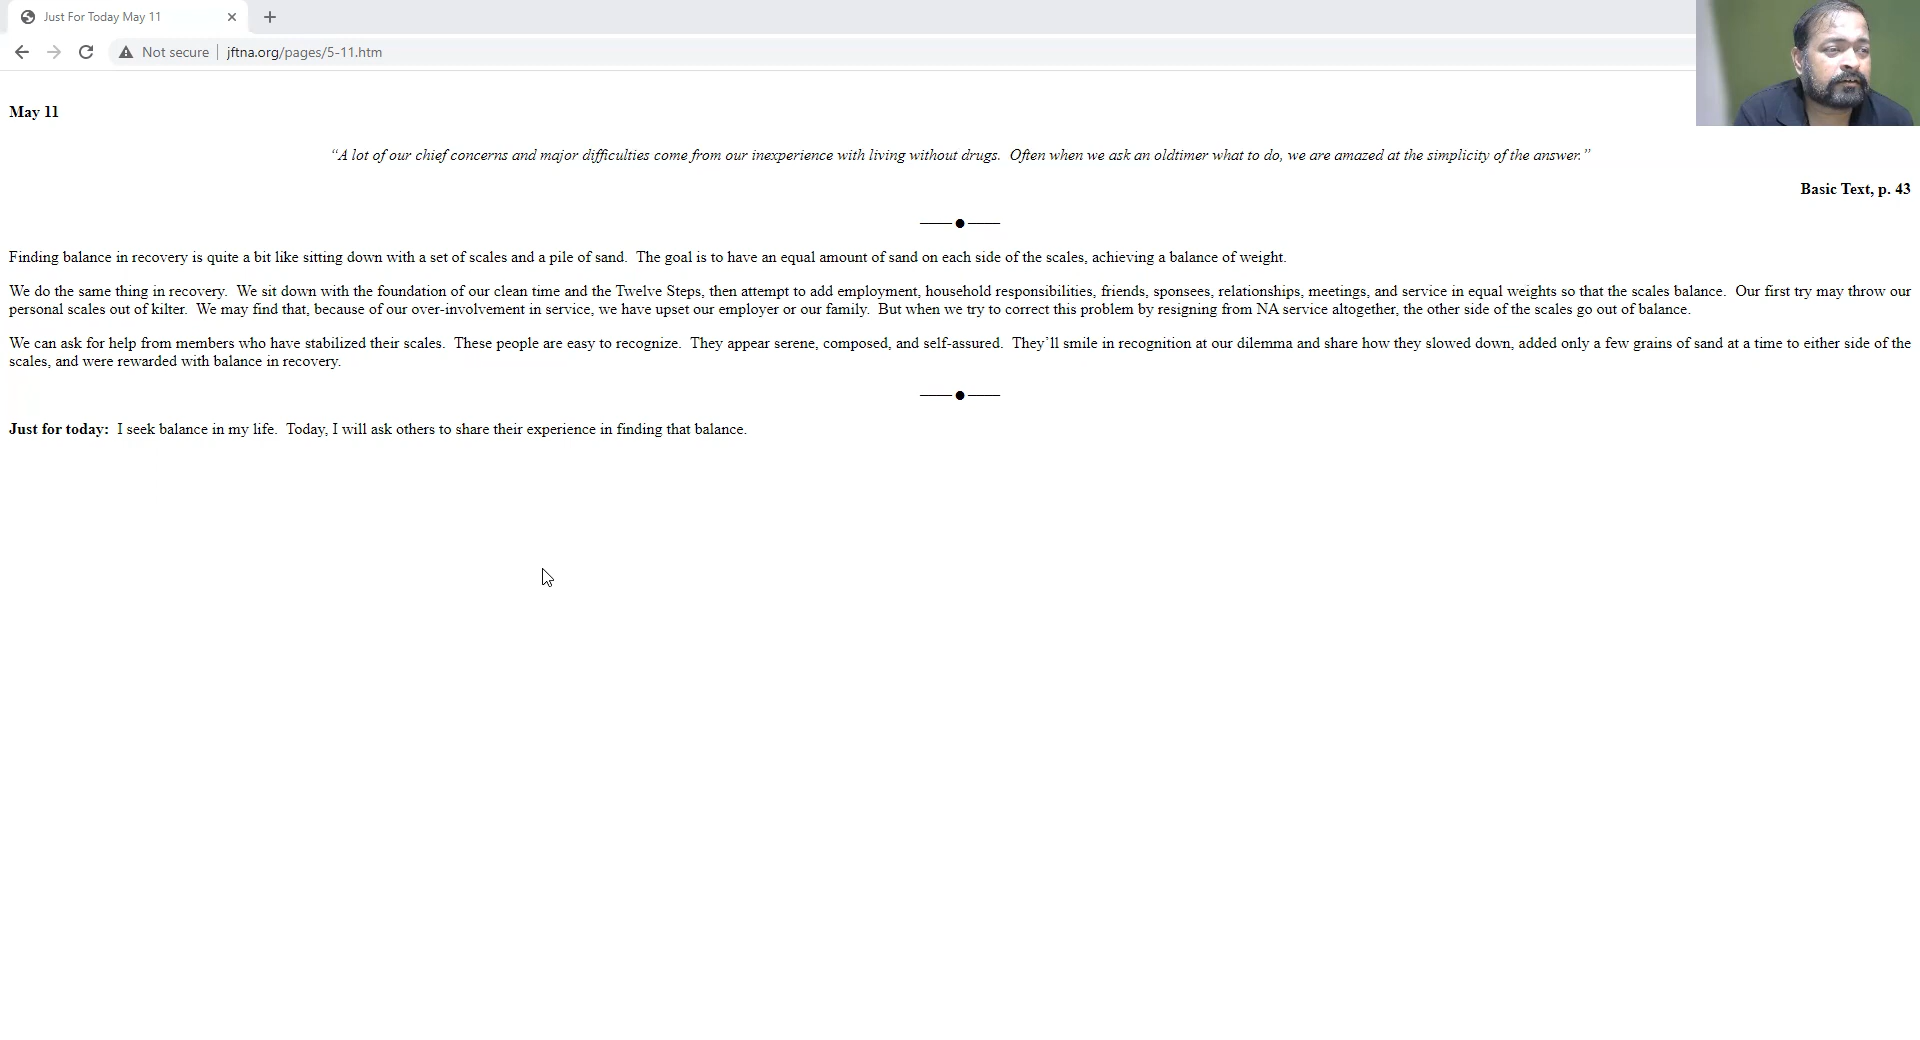 Just For Today May 11
Not secure
jftna.org/pages/5-11.htm
May 11
“A lot of our chief concerns and major difficulties come from our inexperience with living without drugs.  Often when we ask an oldtimer what to do, we are amazed at the simplicity of the answer.”
Basic Text, p. 43
Finding balance in recovery is quite a bit like sitting down with a set of scales and a pile of sand.  The goal is to have an equal amount of sand on each side of the scales, achieving a balance of weight.
We do the same thing in recovery.  We sit down with the foundation of our clean time and the Twelve Steps, then attempt to add employment, household responsibilities, friends, sponsees, relationships, meetings, and service in equal weights so that the scales balance.  Our first try may throw our
personal scales out of kilter.  We may find that, because of our over-involvement in service, we have upset our employer or our family.  But when we try to correct this problem by resigning from NA service altogether, the other side of the scales go out of balance.
We can ask for help from members who have stabilized their scales.  These people are easy to recognize.  They appear serene, composed, and self-assured.  They’ll smile in recognition at our dilemma and share how they slowed down, added only a few grains of sand at a time to either side of the
scales, and were rewarded with balance in recovery.
Just for today:  I seek balance in my life.  Today, I will ask others to share their experience in finding that balance.